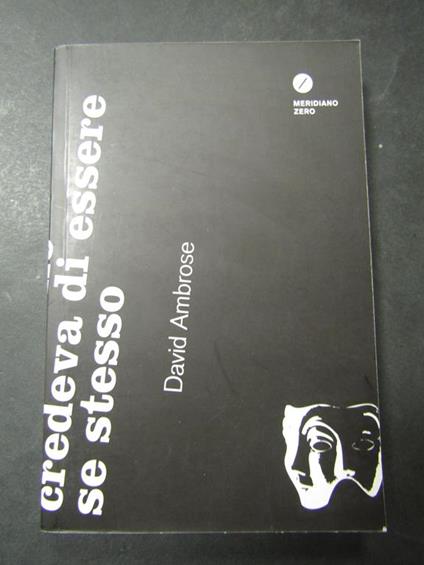 credeva di essere
se stesso
David Ambrose
MERIDIANO
ZERO